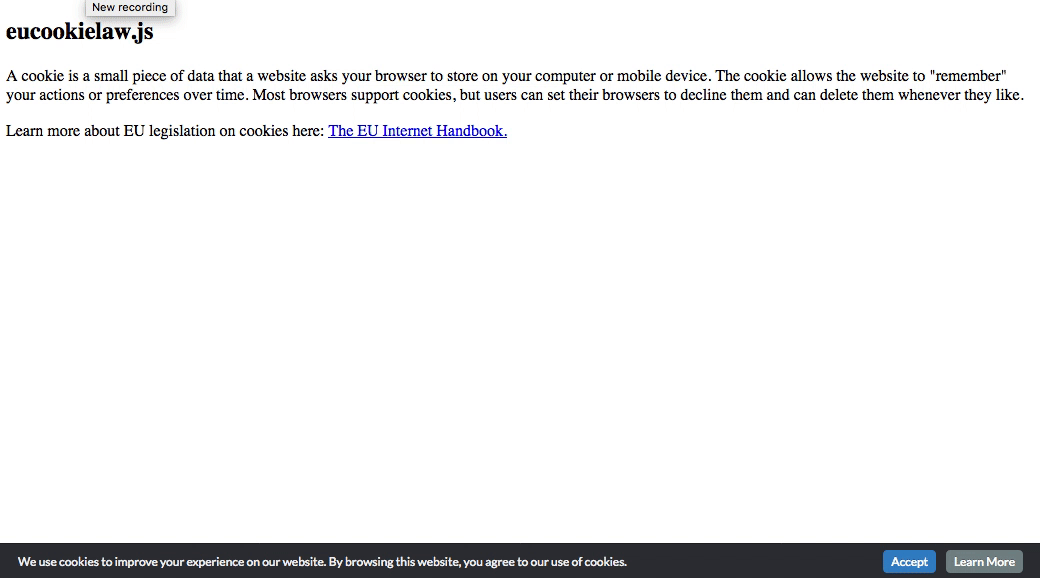 New recording
eucookielaw.js
A cookie is a small piece of data that a website asks your browser to store on your computer or mobile device. The cookie allows the website to "remember"
your actions or preferences over time. Most browsers support cookies, but users can set their browsers to decline them and can delete them whenever they like.
Learn more about EU legislation on cookies here: The EU Internet Handbook.
We use cookies to improve your experience on our website. By browsing this website, you agree to our use of cookies. Accept Learn More